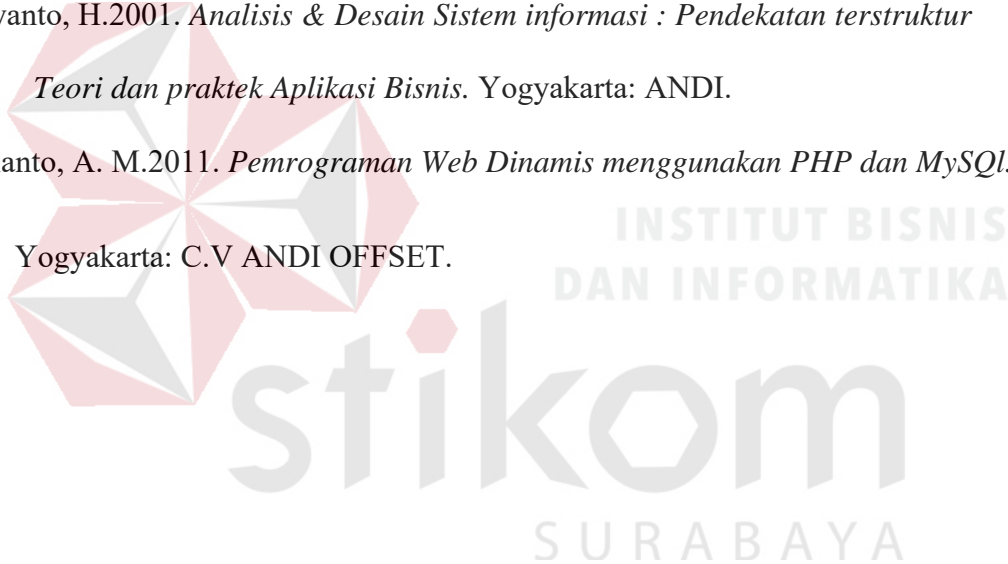 yanto, H.2001. Analisis & Desain Sistem informasi : Pendekatan terstruktur
Teori dan praktek Aplikasi Bisnis. Yogyakarta: ANDI.
anto, A. M.2011. Pemrograman Web Dinamis menggunakan PHP dan MySQl.
Yogyakarta: C.V ANDI OFFSET.
INSTITUT BISNIS
DAN INFORMATIKA
stikom
SURABAYA